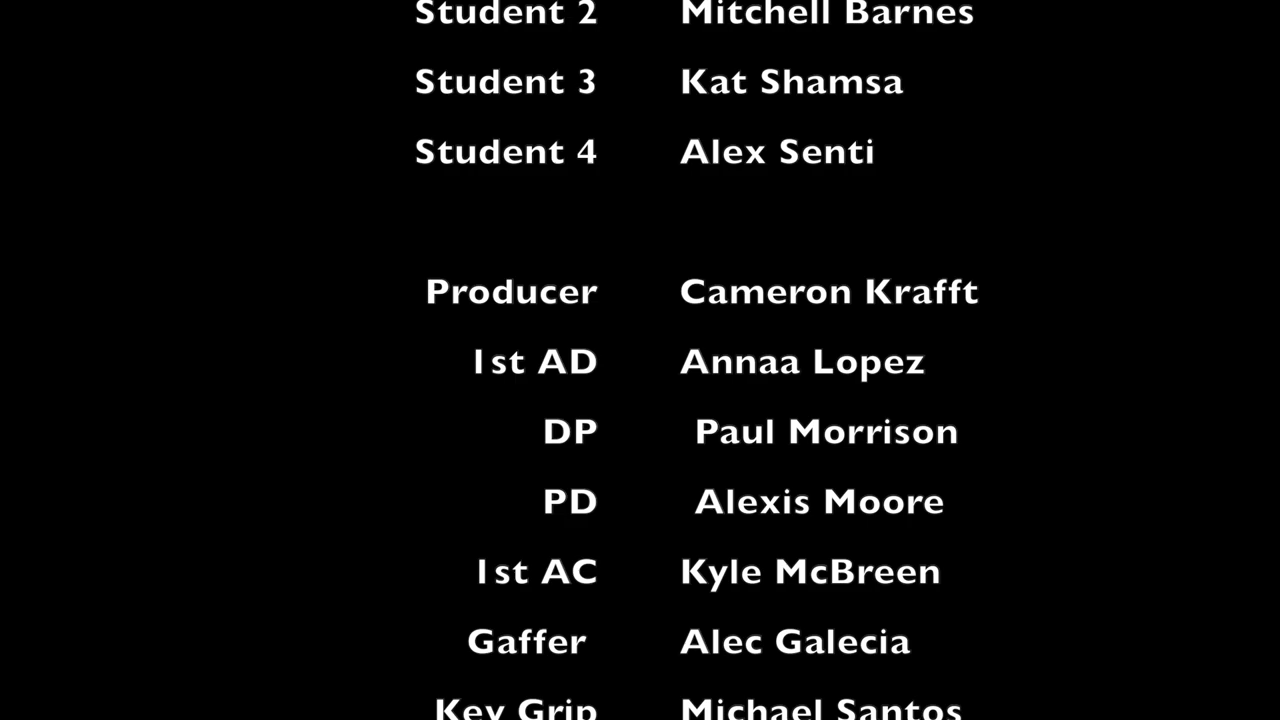 Student 2 Mitchell Barnes
Student 3 Kat Shamsa
Student 4 Alex Senti
Producer Cameron Krafft
1st AD Annaa Lopez
DP Paul Morrison
PD Alexis Moore
1st AC Kyle McBreen
Gaffer Alec Galecia
Key Grip Michael Santos